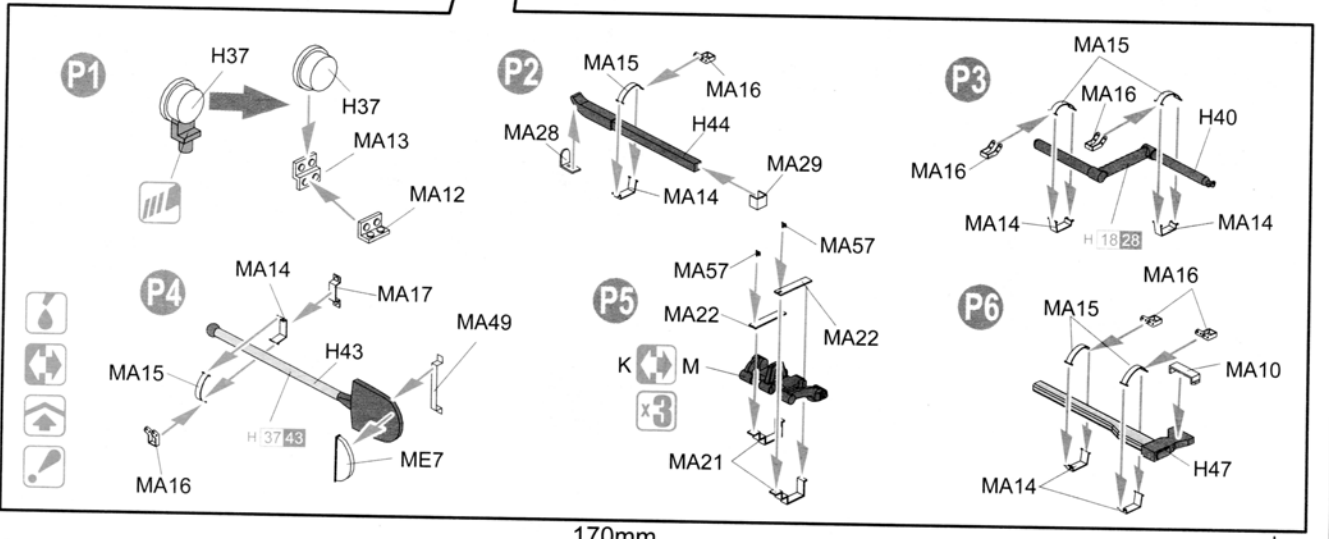 P1
H37
H37
MA13
MA12
P2
MA15
MA16
H44
MA28
MA29
MA14
P3
MA15
MA16
H40
MA16
MA14
MA14
H 18 28
P4
MA14
MA17
MA49
H43
MA15
H 37 43
ME7
MA16
P5
MA57
MA57
MA22
MA22
K M
x3
MA21
P6
MA16
MA15
MA10
H47
MA14
170mm